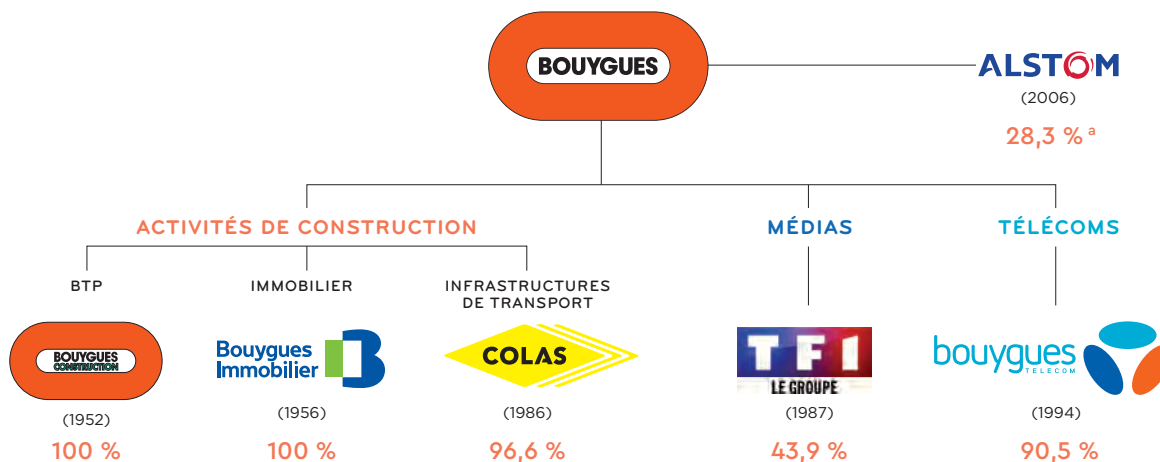 BOUYGUES
ALSTOM
(2006)
28,3 % a
ACTIVITÉS DE CONSTRUCTION
MÉDIAS
TÉLÉCOMS
BTP
IMMOBILIER
INFRASTRUCTURES
DE TRANSPORT
BOUYGUES
CONSTRUCTION
Bouygues
Immobilier
COLAS
TF1
LE GROUPE
bouygues
TELECOM
(1952)
(1956)
(1986)
(1987)
(1994)
100 %
100 %
96,6 %
43,9 %
90,5 %